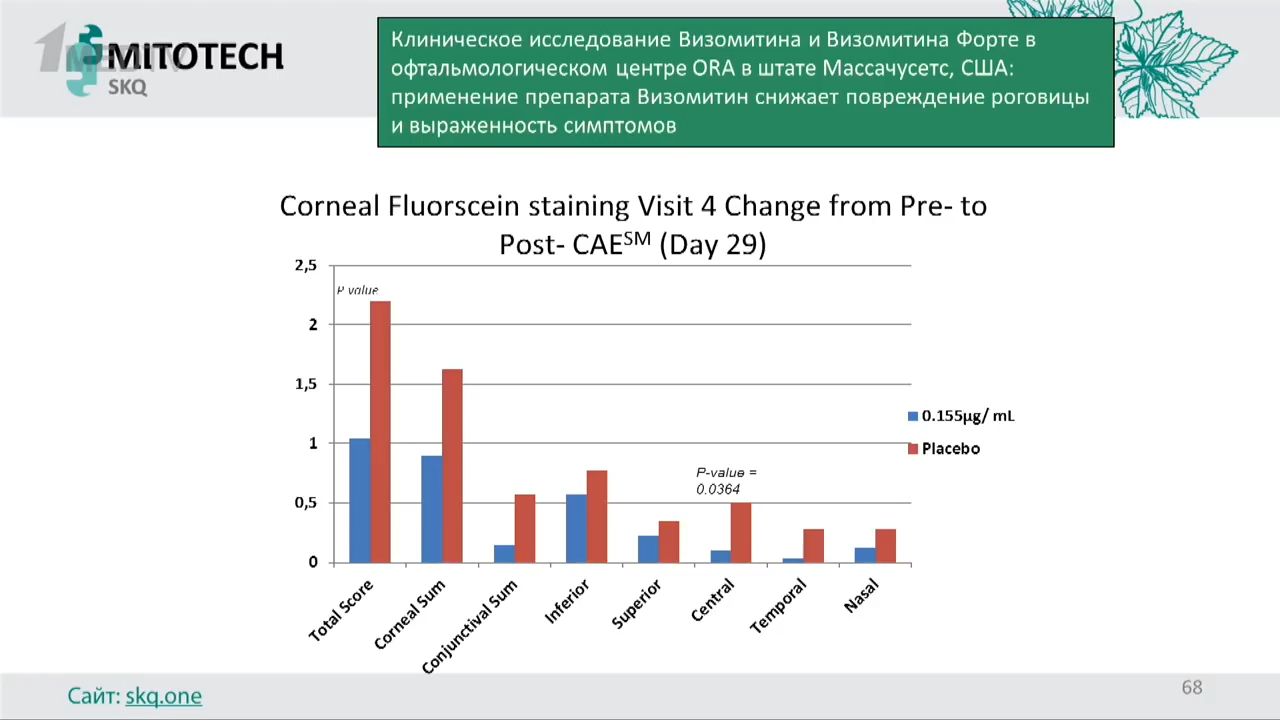 MITOTECH
SKQ
Клиническое исследование Визомитина и Визомитина Форте в
офтальмологическом центре ORA в штате Массачусетс, США:
применение препарата Визомитин снижает повреждение роговицы
и выраженность симптомов
Corneal Fluorscein staining Visit 4 Change from Pre- to
Post- CAE^SM (Day 29)
2,5
2
1,5
1
0,5
0
P value
P-value =
0.0364
0.155µg/ mL
Placebo
Total Score
Corneal Sum
Conjunctival Sum
Inferior
Superior
Central
Temporal
Nasal
Сайт: skq.one
68